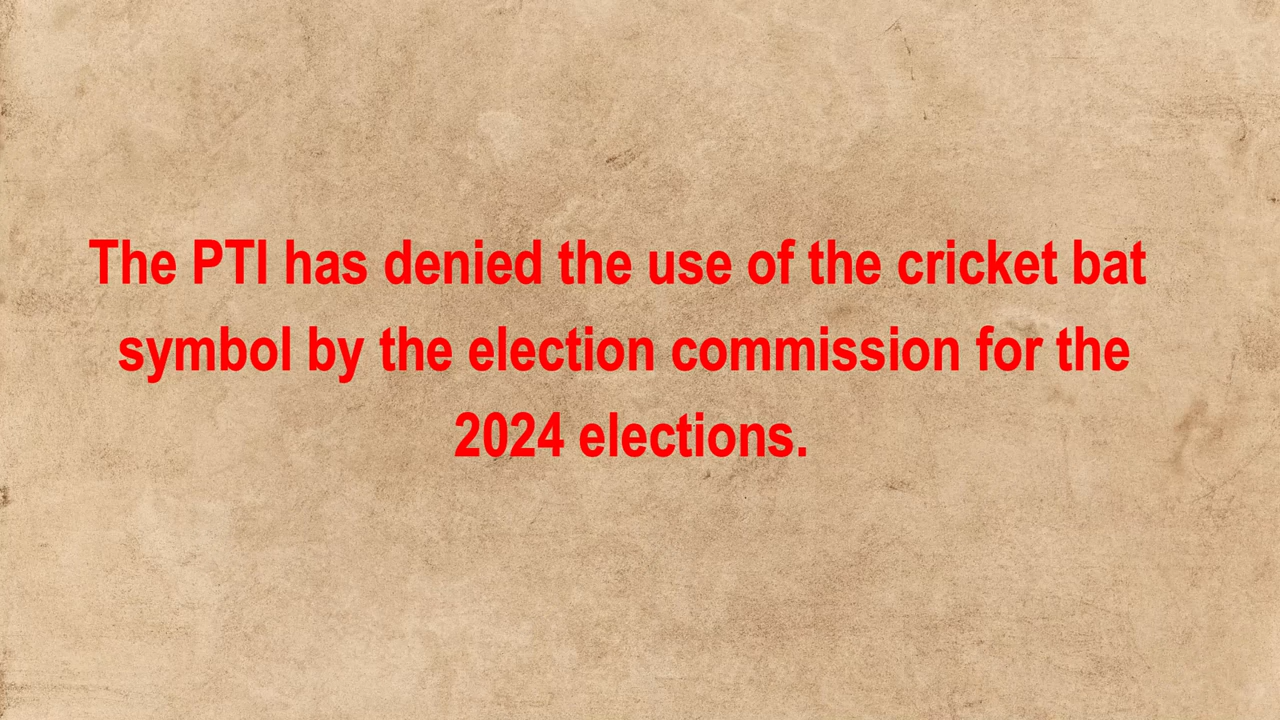 The PTI has denied the use of the cricket bat
symbol by the election commission for the
2024 elections.